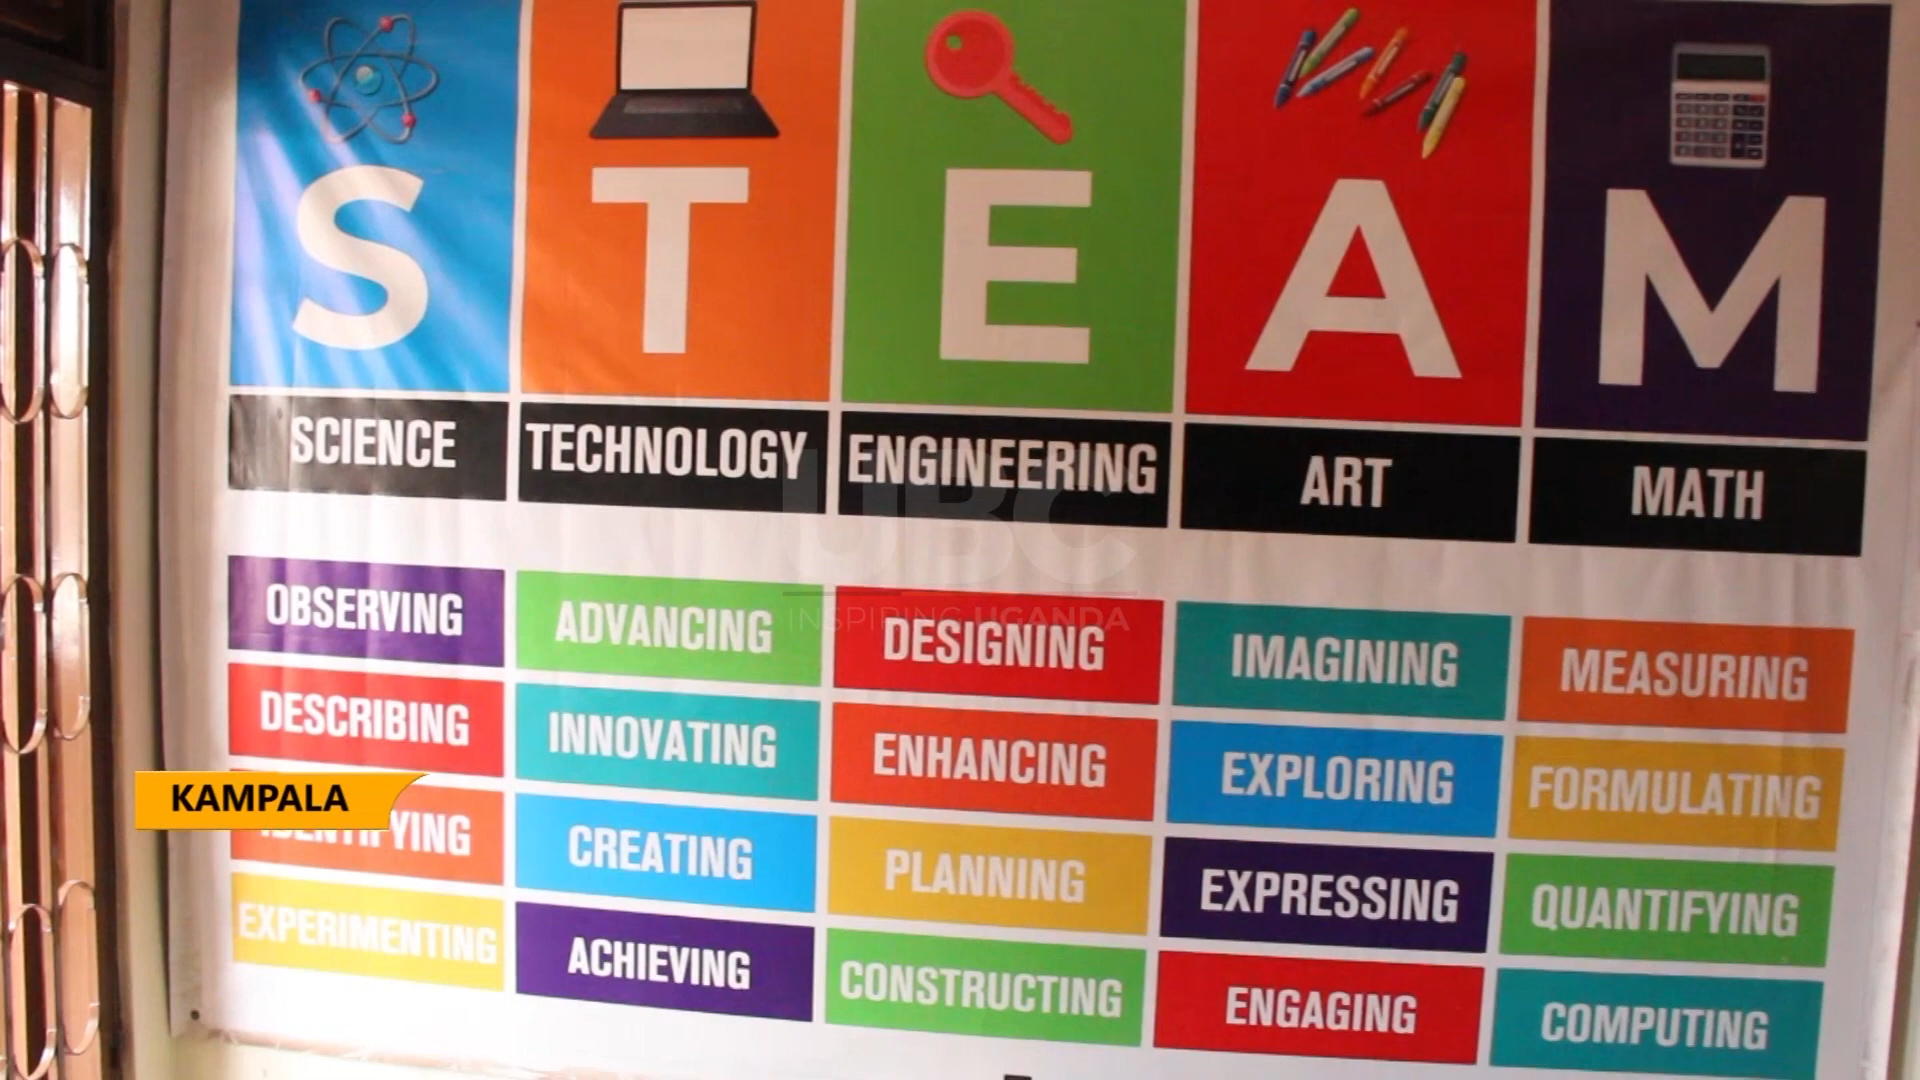 S T E A M
SCIENCE TECHNOLOGY ENGINEERING ART MATH
UBC
INSPIRING UGANDA
OBSERVING ADVANCING DESIGNING IMAGINING MEASURING
DESCRIBING INNOVATING ENHANCING EXPLORING FORMULATING
KAMPALA
IDENTIFYING CREATING PLANNING EXPRESSING QUANTIFYING
EXPERIMENTING ACHIEVING CONSTRUCTING ENGAGING COMPUTING